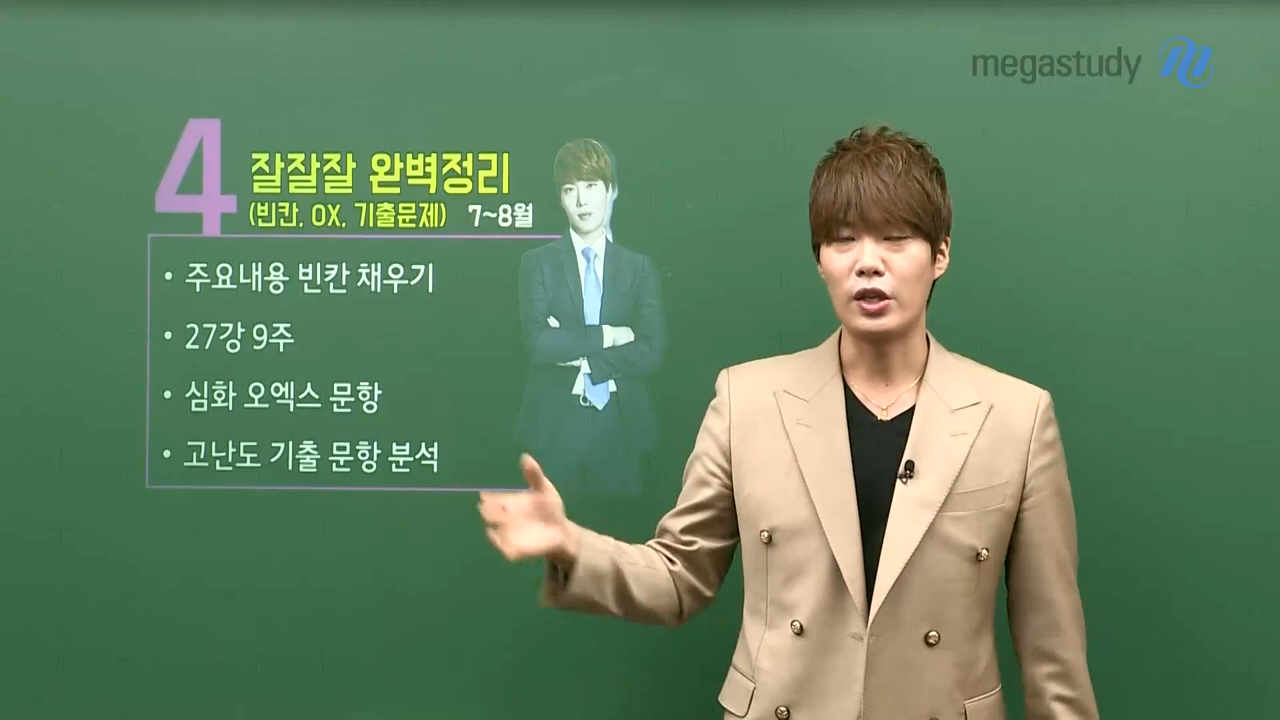 megastudy
4
잘잘잘 완벽정리
(빈칸, OX, 기출문제) 7~8월
• 주요내용 빈칸 채우기
• 27강 9주
• 심화 오엑스 문항
• 고난도 기출 문항 분석